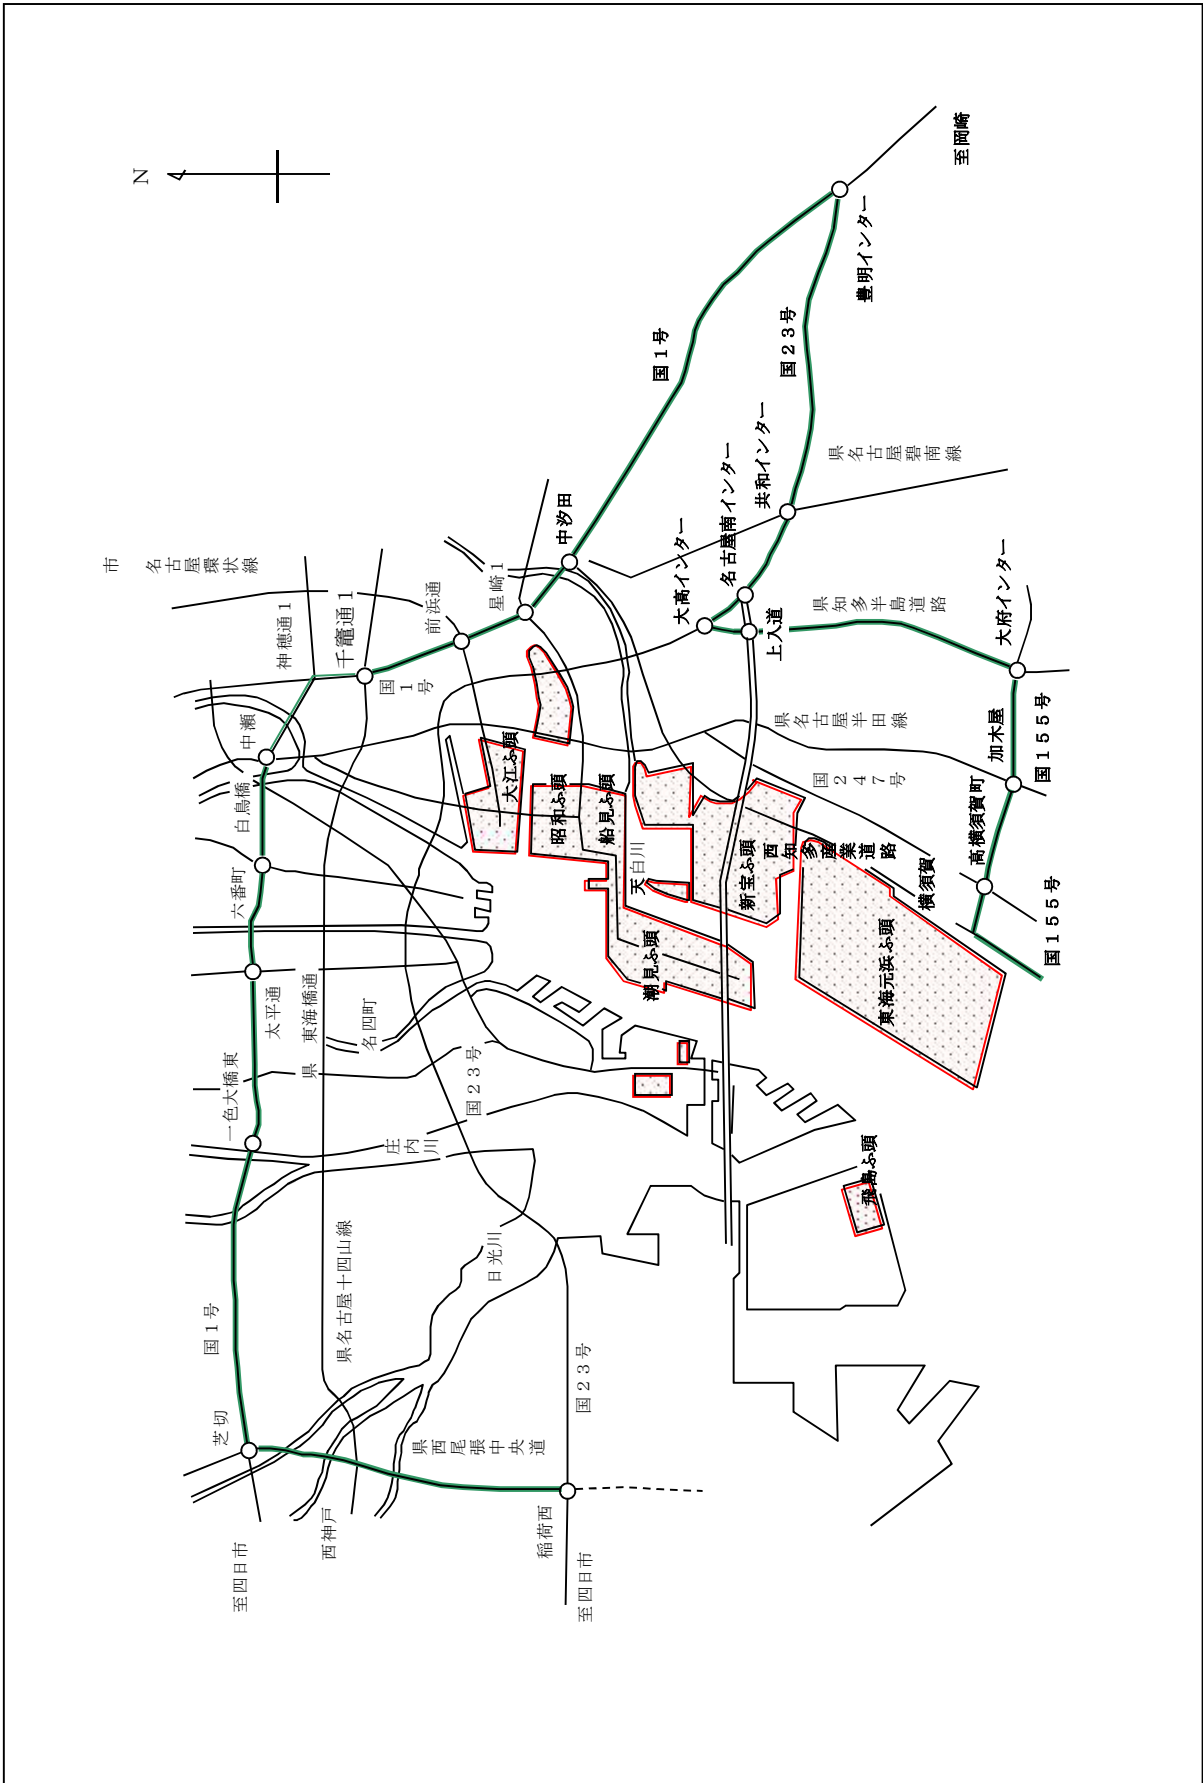 N
至岡崎
豊明インター
国１号
国２３号
県名古屋碧南線
共和インター
名古屋南インター
大高インター
中汐田
星崎１
市　名古屋環状線
前浜通
神穂通１
千竈通１
国１号
上入道
県知多半島道路
大府インター
加木屋
国１５５号
県名古屋半田線
国２４７号
高横須賀町
国１５５号
中瀬
白鳥橋
六番町
大江ふ頭
昭和ふ頭
船見ふ頭
天白川
新宝ふ頭
西知多産業道路
横須賀
東海元浜ふ頭
潮見ふ頭
太平通
県　東海橋通
名四町
国２３号
一色大橋東
庄内川
飛島ふ頭
日光川
県名古屋十四山線
国１号
国２３号
芝切
県西尾張中央道
西神戸
稲荷西
至四日市
至四日市